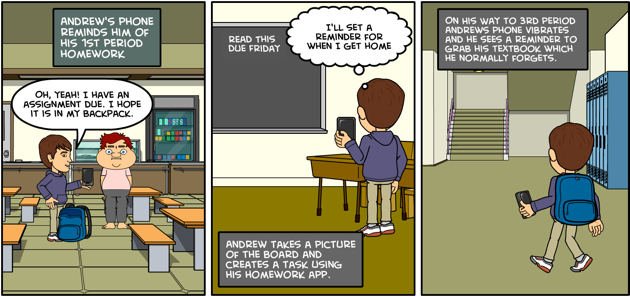 ANDREW'S PHONE
REMINDS HIM OF
HIS 1ST PERIOD
HOMEWORK
OH, YEAH! I HAVE AN
ASSIGNMENT DUE. I HOPE
IT IS IN MY BACKPACK.
READ THIS
DUE FRIDAY
I'LL SET A
REMINDER FOR
WHEN I GET HOME
ANDREW TAKES A PICTURE
OF THE BOARD AND
CREATES A TASK USING
HIS HOMEWORK APP.
ON HIS WAY TO 3RD PERIOD
ANDREWS PHONE VIBRATES
AND HE SEES A REMINDER TO
GRAB HIS TEXTBOOK WHICH
HE NORMALLY FORGETS.